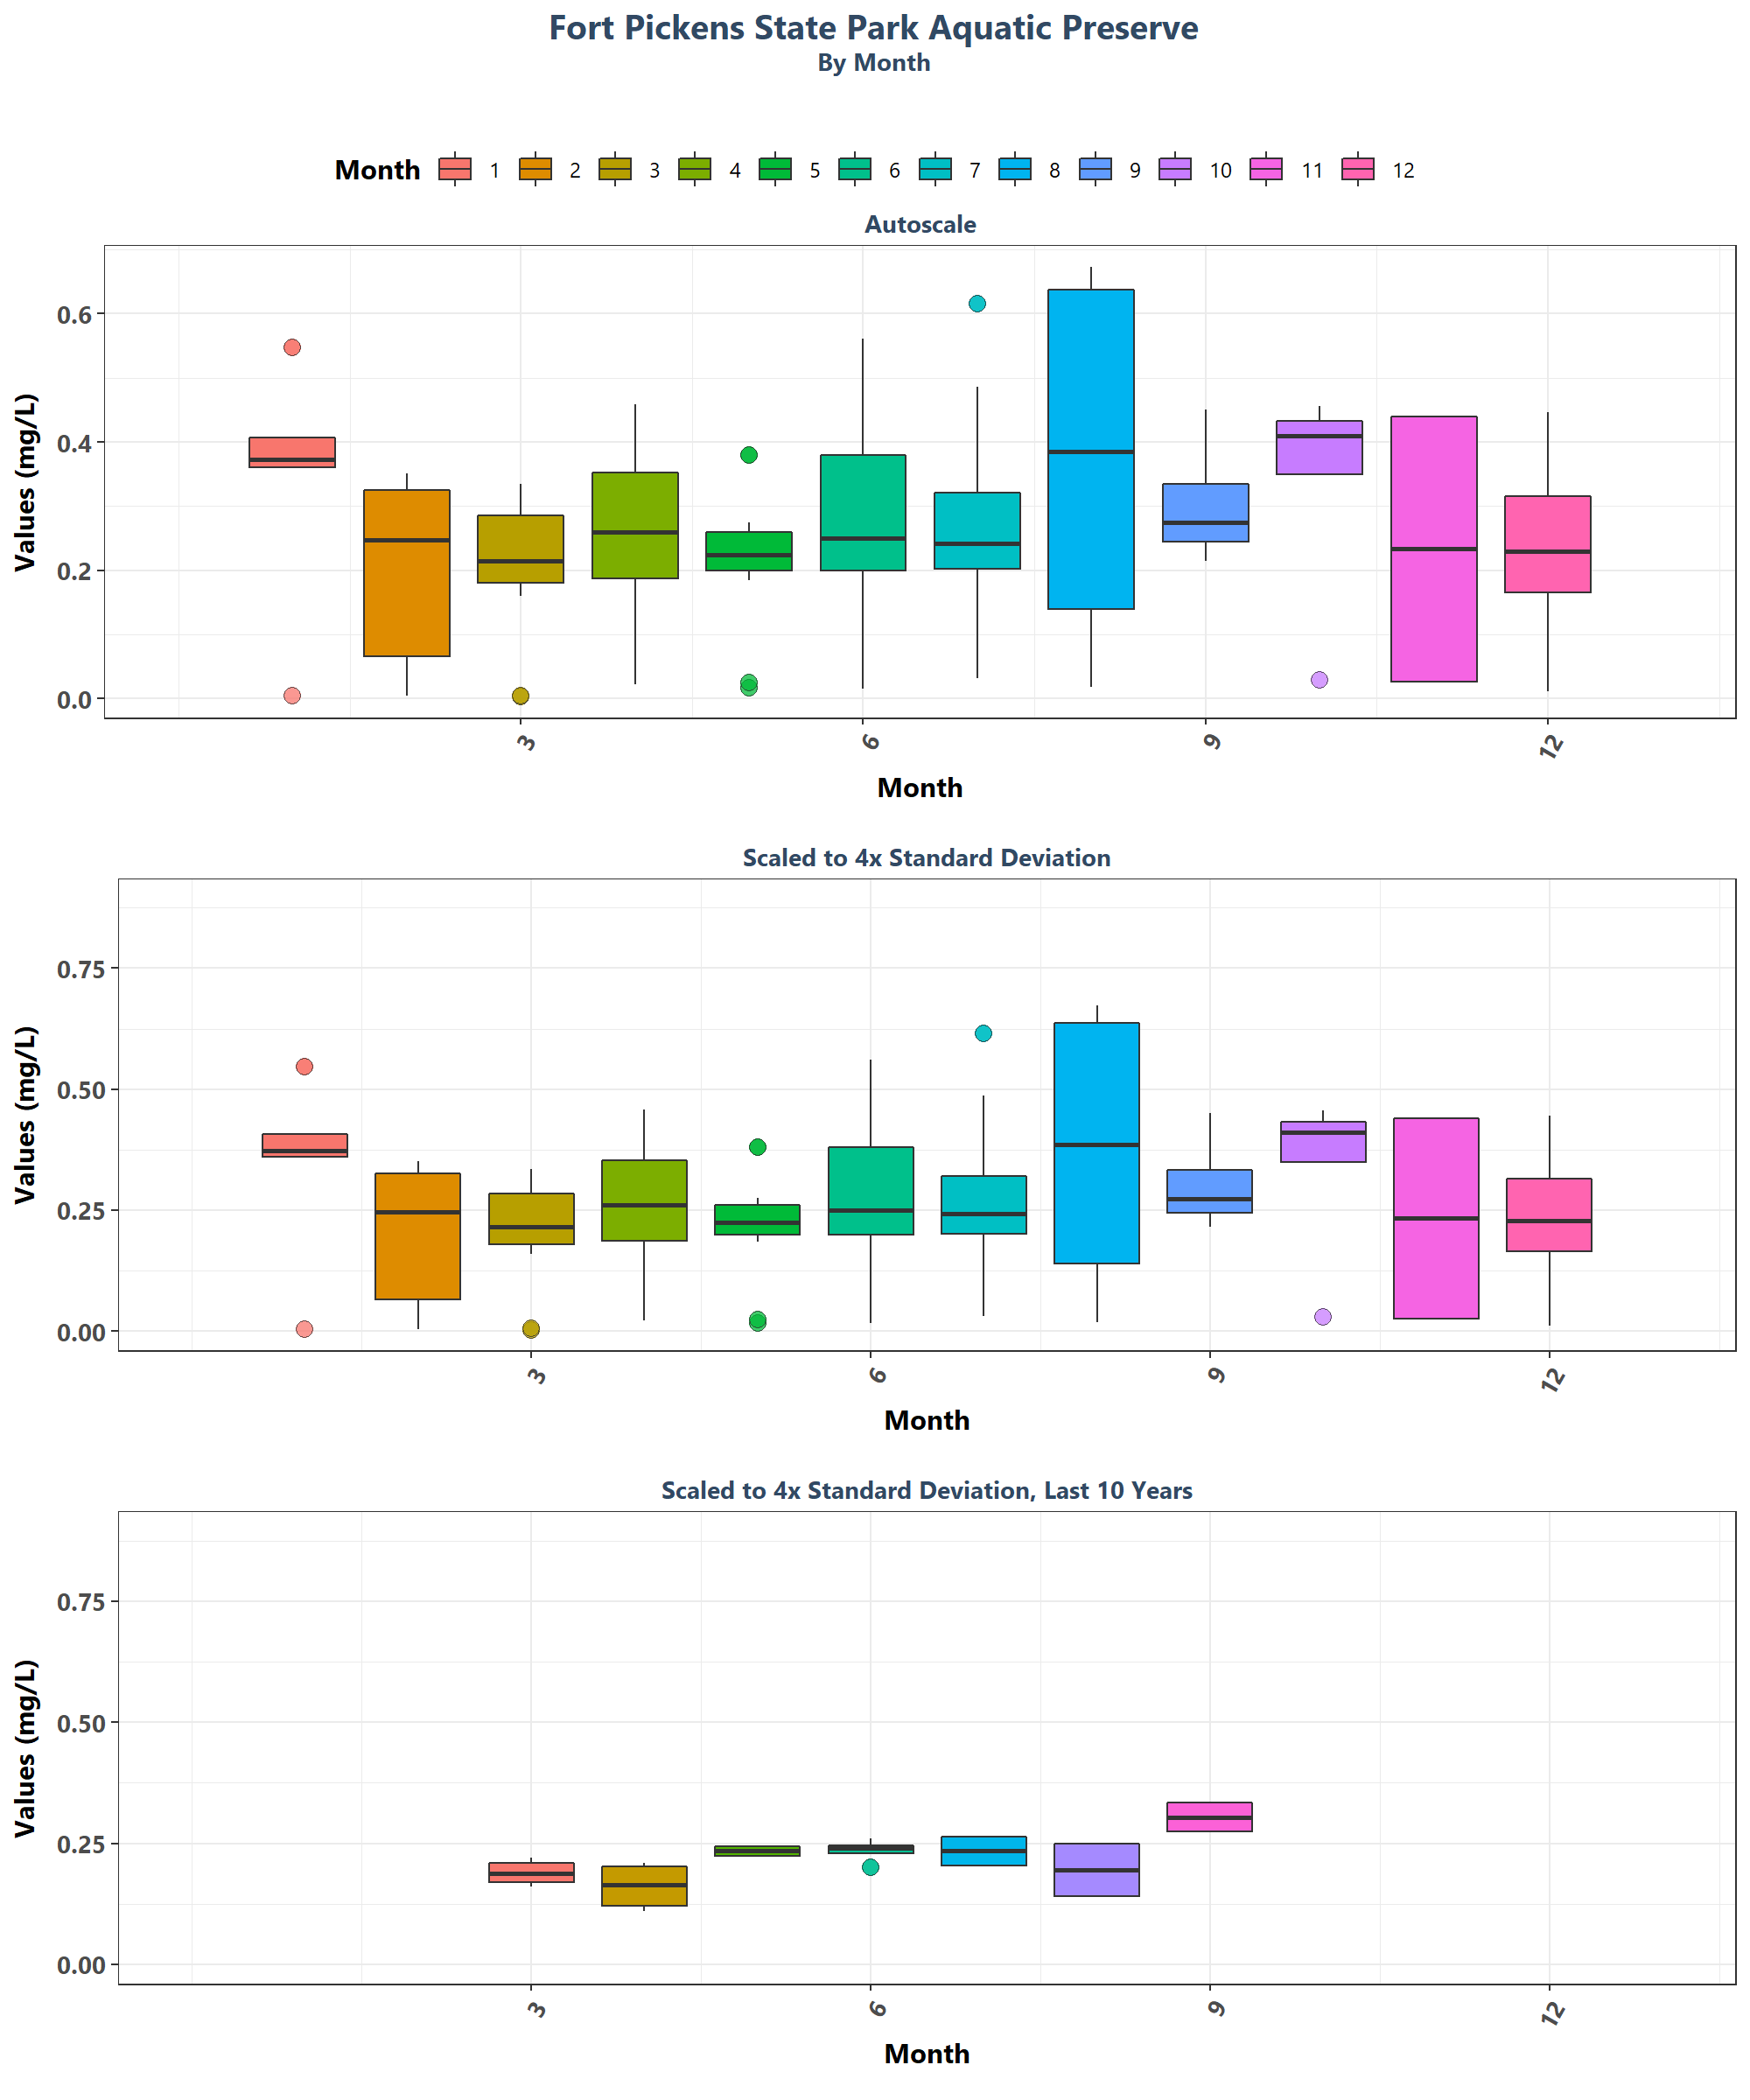 Fort Pickens State Park Aquatic Preserve
By Month
Month 1 2 3 4 5 6 7 8 9 10 11 12
Autoscale
Values (mg/L)
0.6
0.4
0.2
0.0
3 6 9 12
Month
Scaled to 4x Standard Deviation
Values (mg/L)
0.75
0.50
0.25
0.00
3 6 9 12
Month
Scaled to 4x Standard Deviation, Last 10 Years
Values (mg/L)
0.75
0.50
0.25
0.00
3 6 9 12
Month